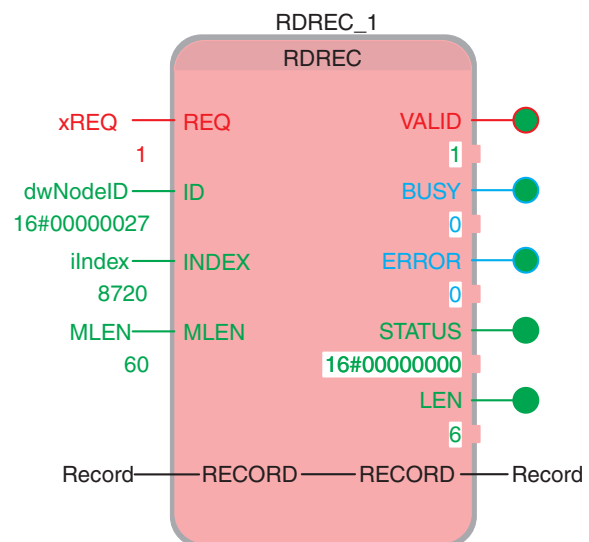 RDREC_1
RDREC
xREQ REQ VALID
1 1
dwNodeID ID BUSY
16#00000027 0
iIndex INDEX ERROR
8720 0
MLEN MLEN STATUS
60 16#00000000
LEN
6
Record RECORD RECORD Record